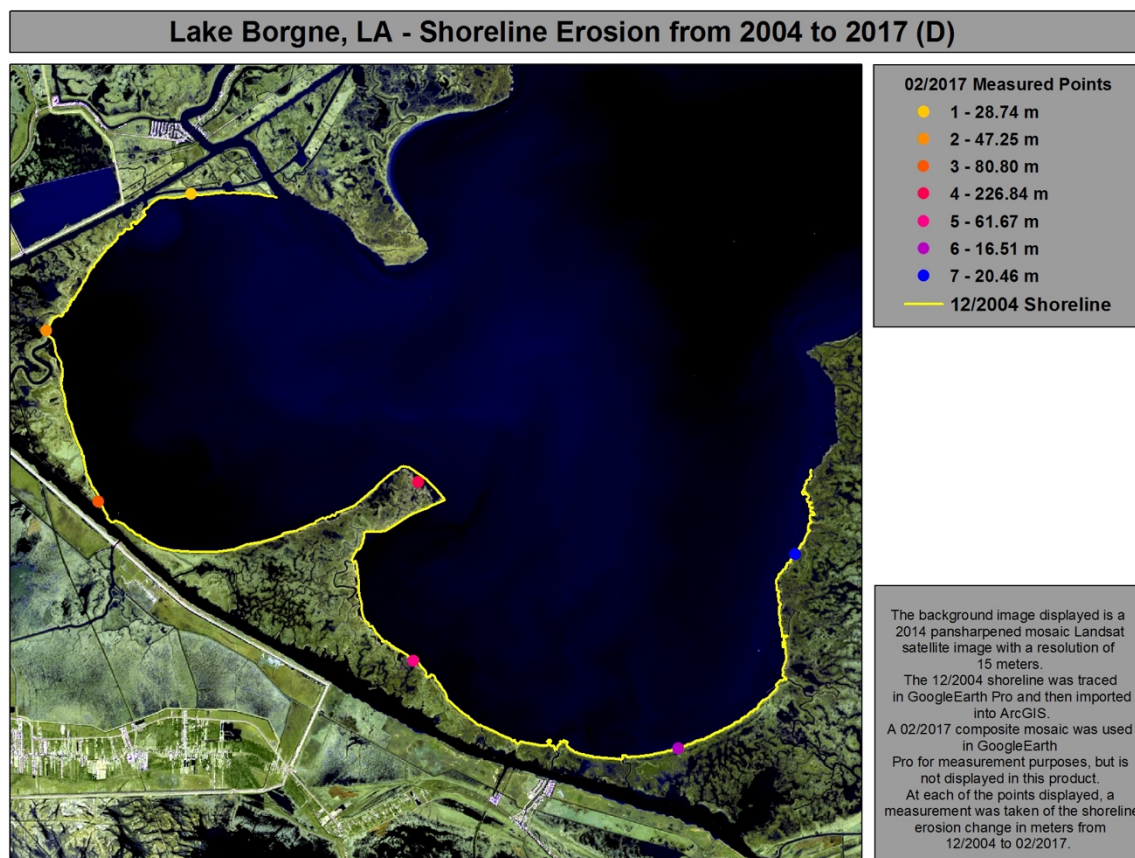 Lake Borgne, LA - Shoreline Erosion from 2004 to 2017 (D)
02/2017 Measured Points
1 - 28.74 m
2 - 47.25 m
3 - 80.80 m
4 - 226.84 m
5 - 61.67 m
6 - 16.51 m
7 - 20.46 m
12/2004 Shoreline
The background image displayed is a
2014 pansharpened mosaic Landsat
satellite image with a resolution of
15 meters.
The 12/2004 shoreline was traced
in GoogleEarth Pro and then imported
into ArcGIS.
A 02/2017 composite mosaic was used
in GoogleEarth
Pro for measurement purposes, but is
not displayed in this product.
At each of the points displayed, a
measurement was taken of the shoreline
erosion change in meters from
12/2004 to 02/2017.